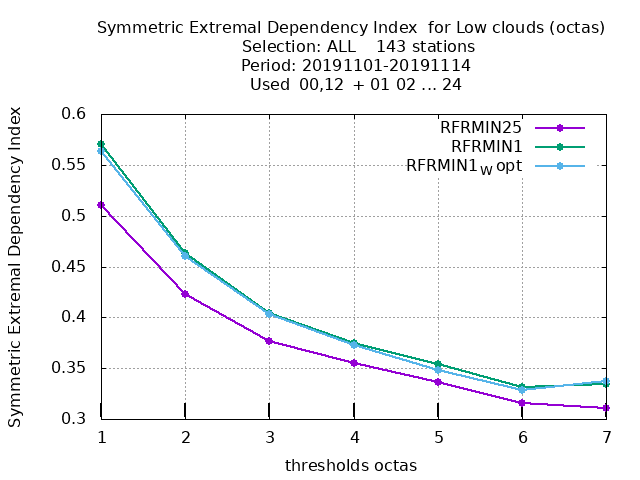 Symmetric Extremal Dependency Index  for Low clouds (octas)
Selection: ALL    143 stations
Period: 20191101-20191114
Used  00,12  + 01 02 ... 24
Symmetric Extremal Dependency Index
0.6
0.55
0.5
0.45
0.4
0.35
0.3
RFRMIN25
RFRMIN1
RFRMIN1W opt
1 2 3 4 5 6 7
thresholds octas